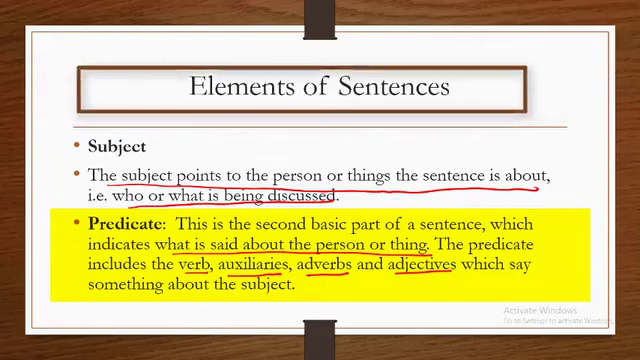 Elements of Sentences
• Subject
• The subject points to the person or things the sentence is about,
i.e. who or what is being discussed.
• Predicate: This is the second basic part of a sentence, which
indicates what is said about the person or thing. The predicate
includes the verb, auxiliaries, adverbs and adjectives which say
something about the subject.
Activate Windows
Go to Settings to activate Windows.